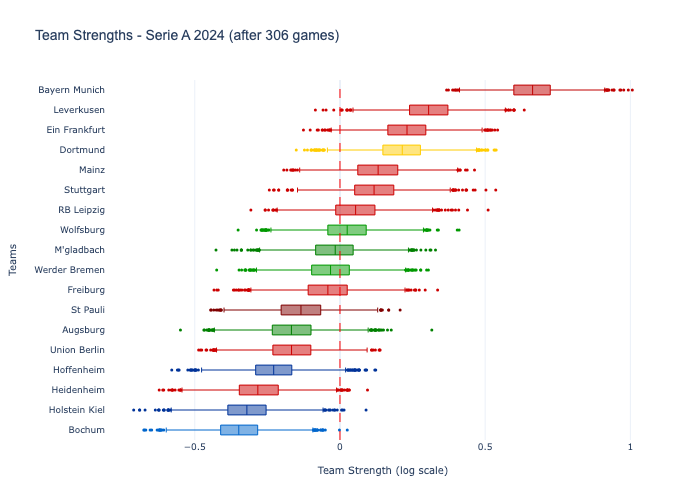 Team Strengths - Serie A 2024 (after 306 games)
Bayern Munich
Leverkusen
Ein Frankfurt
Dortmund
Mainz
Stuttgart
RB Leipzig
Wolfsburg
M'gladbach
Werder Bremen
Freiburg
St Pauli
Augsburg
Union Berlin
Hoffenheim
Heidenheim
Holstein Kiel
Bochum
Teams
−0.5 0 0.5 1
Team Strength (log scale)